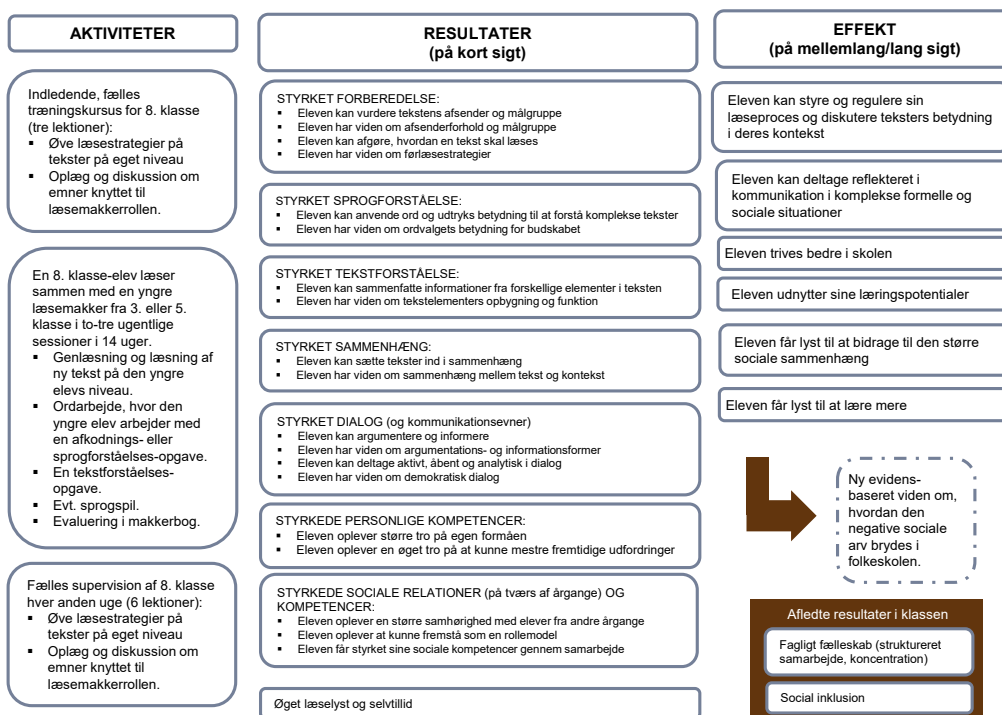 AKTIVITETER
Indledende, fælles
træningskursus for 8. klasse
(tre lektioner):
▪ Øve læsestrategier på
tekster på eget niveau
▪ Oplæg og diskussion om
emner knyttet til
læsemakkerrollen.
En 8. klasse-elev læser
sammen med en yngre
læsemakker fra 3. eller 5.
klasse i to-tre ugentlige
sessioner i 14 uger.
▪ Genlæsning og læsning af
ny tekst på den yngre
elevs niveau.
▪ Ordarbejde, hvor den
yngre elev arbejder med
en afkodnings- eller
sprogforståelses-opgave.
▪ En tekstforståelses-
opgave.
▪ Evt. sprogspil.
▪ Evaluering i makkerbog.
Fælles supervision af 8. klasse
hver anden uge (6 lektioner):
▪ Øve læsestrategier på
tekster på eget niveau
▪ Oplæg og diskussion om
emner knyttet til
læsemakkerrollen.
RESULTATER
(på kort sigt)
STYRKET FORBEREDELSE:
▪ Eleven kan vurdere tekstens afsender og målgruppe
▪ Eleven har viden om afsenderforhold og målgruppe
▪ Eleven kan afgøre, hvordan en tekst skal læses
▪ Eleven har viden om førlæsestrategier
STYRKET SPROGFORSTÅELSE:
▪ Eleven kan anvende ord og udtryks betydning til at forstå komplekse tekster
▪ Eleven har viden om ordvalgets betydning for budskabet
STYRKET TEKSTFORSTÅELSE:
▪ Eleven kan sammenfatte informationer fra forskellige elementer i teksten
▪ Eleven har viden om tekstelementers opbygning og funktion
STYRKET SAMMENHÆNG:
▪ Eleven kan sætte tekster ind i sammenhæng
▪ Eleven har viden om sammenhæng mellem tekst og kontekst
STYRKET DIALOG (og kommunikationsevner)
▪ Eleven kan argumentere og informere
▪ Eleven har viden om argumentations- og informationsformer
▪ Eleven kan deltage aktivt, åbent og analytisk i dialog
▪ Eleven har viden om demokratisk dialog
STYRKEDE PERSONLIGE KOMPETENCER:
▪ Eleven oplever større tro på egen formåen
▪ Eleven oplever en øget tro på at kunne mestre fremtidige udfordringer
STYRKEDE SOCIALE RELATIONER (på tværs af årgange) OG
KOMPETENCER:
▪ Eleven oplever en større samhørighed med elever fra andre årgange
▪ Eleven oplever at kunne fremstå som en rollemodel
▪ Eleven får styrket sine sociale kompetencer gennem samarbejde
Øget læselyst og selvtillid
EFFEKT
(på mellemlang/lang sigt)
Eleven kan styre og regulere sin
læseproces og diskutere teksters betydning
i deres kontekst
Eleven kan deltage reflekteret i
kommunikation i komplekse formelle og
sociale situationer
Eleven trives bedre i skolen
Eleven udnytter sine læringspotentialer
Eleven får lyst til at bidrage til den større
sociale sammenhæng
Eleven får lyst til at lære mere
Ny evidens-
baseret viden om,
hvordan den
negative sociale
arv brydes i
folkeskolen.
Afledte resultater i klassen
Fagligt fælleskab (struktureret
samarbejde, koncentration)
Social inklusion